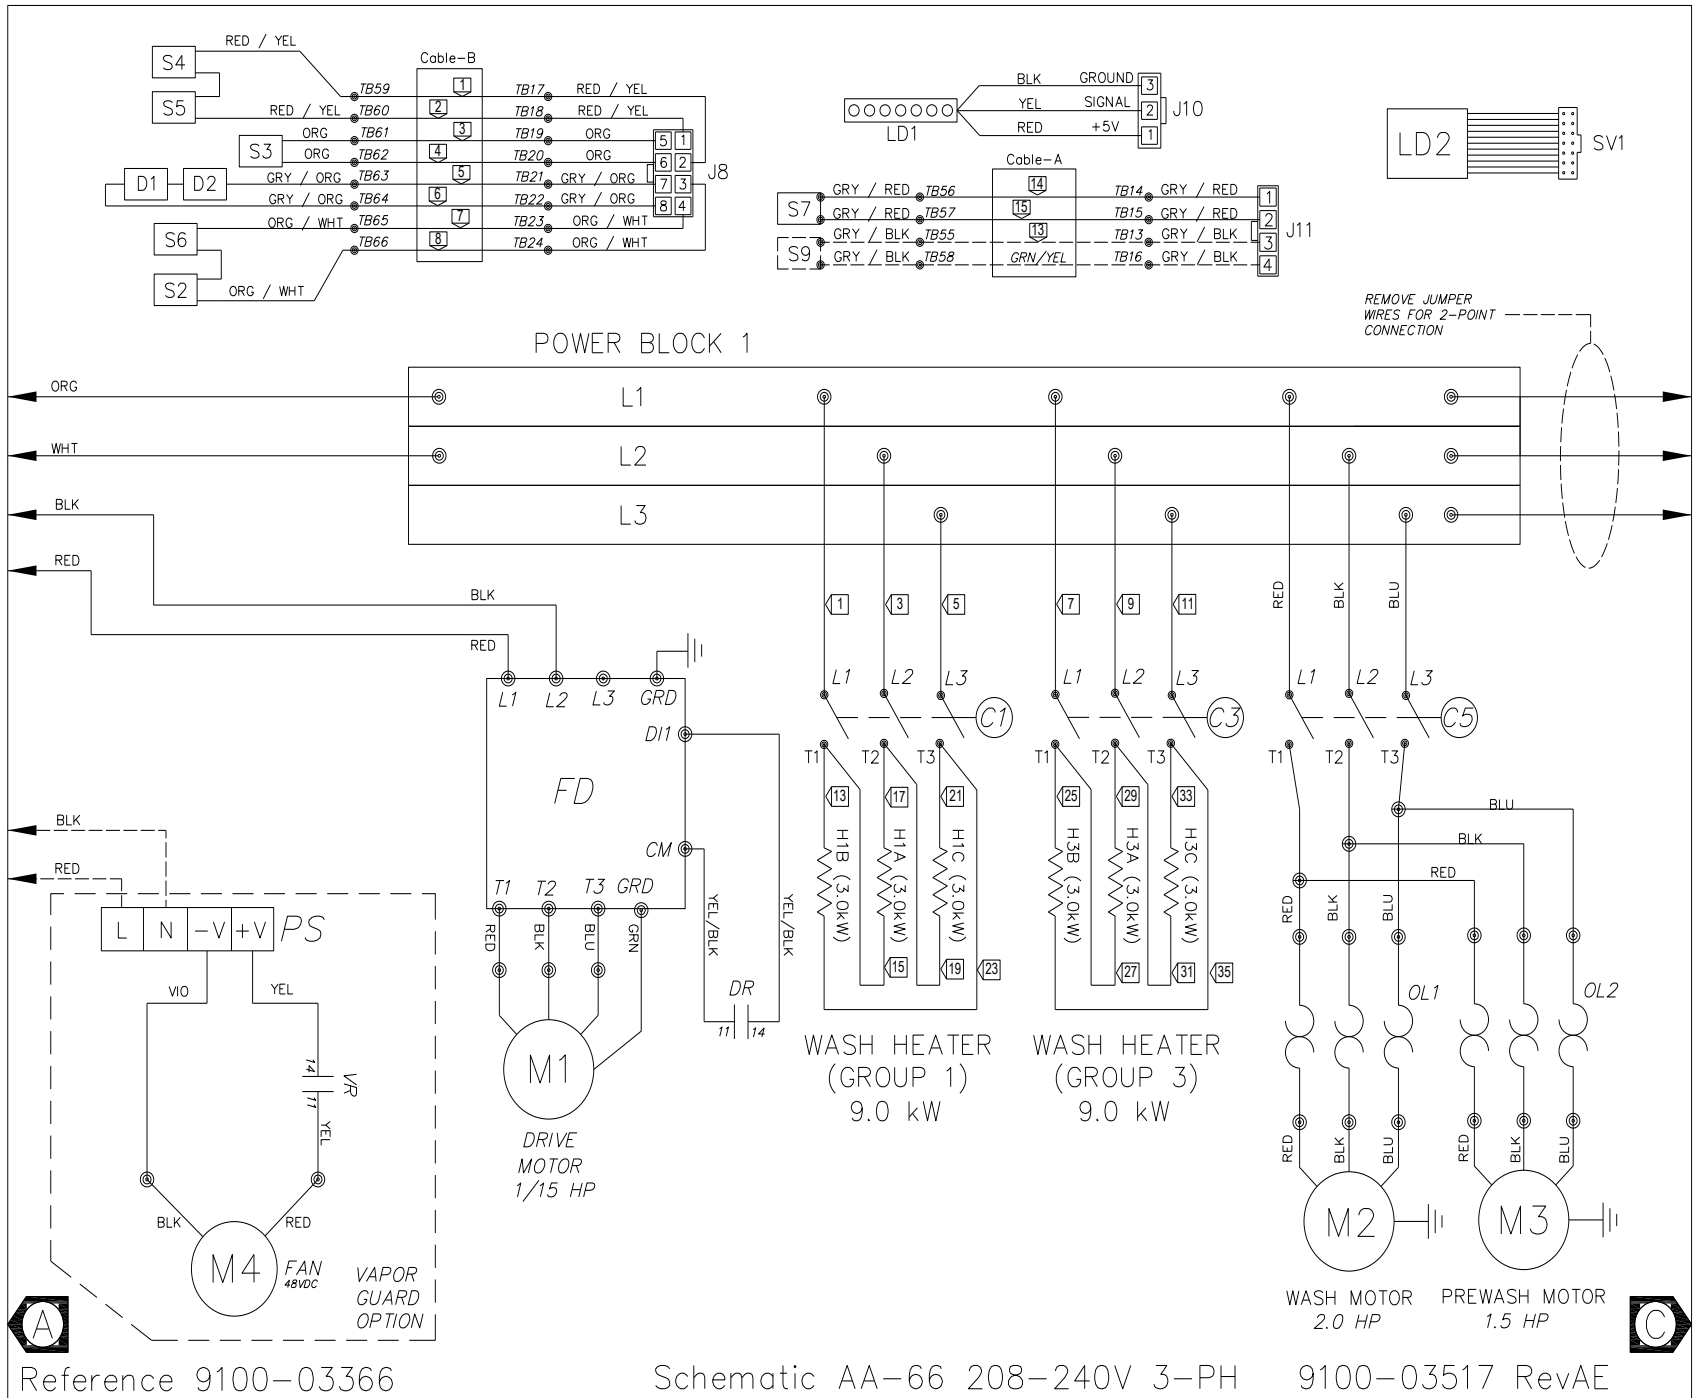 RED / YEL
S4
S5
Cable-B
TB59 1 TB17 RED / YEL
RED / YEL TB60 2 TB18 RED / YEL
ORG TB61 3 TB19 ORG 5 1
S3
ORG TB62 4 TB20 ORG 6 2
J8
D1 D2 GRY / ORG TB63 5 TB21 GRY / ORG 7 3
GRY / ORG TB64 6 TB22 GRY / ORG 8 4
ORG / WHT TB65 7 TB23 ORG / WHT
S6
TB66 8 TB24 ORG / WHT
S2
ORG / WHT
BLK GROUND 3
YEL SIGNAL 2 J10
RED +5V 1
LD1
LD2 SV1
Cable-A
S7 GRY / RED TB56 14 TB14 GRY / RED 1
GRY / RED TB57 15 TB15 GRY / RED 2
J11
S9 GRY / BLK TB55 13 TB13 GRY / BLK 3
GRY / BLK TB58 GRN/YEL TB16 GRY / BLK 4
REMOVE JUMPER
WIRES FOR 2-POINT
CONNECTION
POWER BLOCK 1
ORG L1
WHT L2
BLK L3
RED
BLK
RED
L1 L2 L3 GRD
DI1
FD
CM
T1 T2 T3 GRD
RED BLK BLU GRN
YEL/BLK YEL/BLK
DR
11 14
M1
DRIVE
MOTOR
1/15 HP
1 3 5
L1 L2 L3 C1
T1 T2 T3
13 17 21
H1B (3.0kW) H1A (3.0kW) H1C (3.0kW)
15 19 23
WASH HEATER
(GROUP 1)
9.0 kW
7 9 11
L1 L2 L3 C3
T1 T2 T3
25 29 33
H3B (3.0kW) H3A (3.0kW) H3C (3.0kW)
27 31 35
WASH HEATER
(GROUP 3)
9.0 kW
RED BLK BLU
L1 L2 L3 C5
T1 T2 T3
BLU
BLK
RED
RED BLK BLU
OL1 OL2
RED BLK BLU RED BLK BLU
M2 M3
WASH MOTOR
2.0 HP
PREWASH MOTOR
1.5 HP
BLK
RED
L N -V +V PS
VIO YEL
14 VR 11
YEL
BLK RED
M4 FAN
48VDC
VAPOR
GUARD
OPTION
A
C
Reference 9100-03366
Schematic AA-66 208-240V 3-PH
9100-03517 RevAE